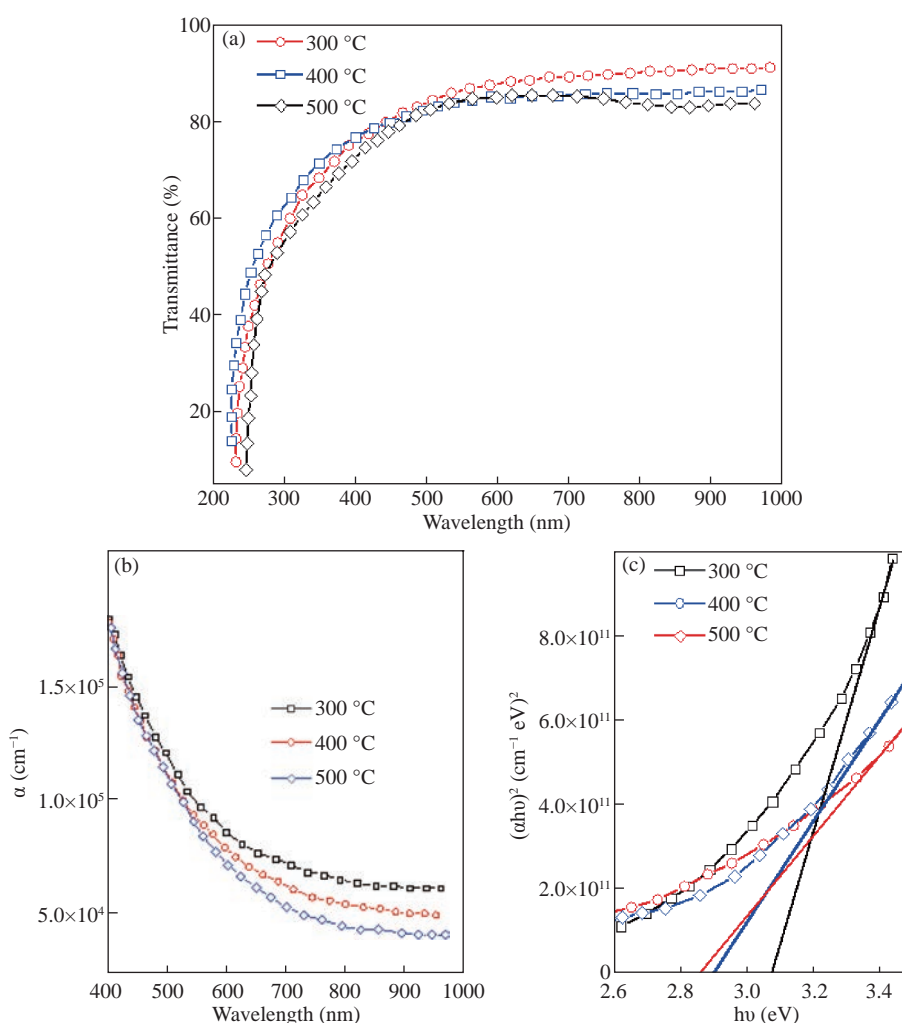 (a)
300 °C
400 °C
500 °C
100
80
60
40
20
Transmittance (%)
200 300 400 500 600 700 800 900 1000
Wavelength (nm)
(b)
300 °C
400 °C
500 °C
1.5×10⁵
1.0×10⁵
5.0×10⁴
α (cm⁻¹)
400 500 600 700 800 900 1000
Wavelength (nm)
(c)
300 °C
400 °C
500 °C
8.0×10¹¹
6.0×10¹¹
4.0×10¹¹
2.0×10¹¹
0
(αhυ)² (cm⁻¹ eV)²
2.6 2.8 3.0 3.2 3.4
hυ (eV)